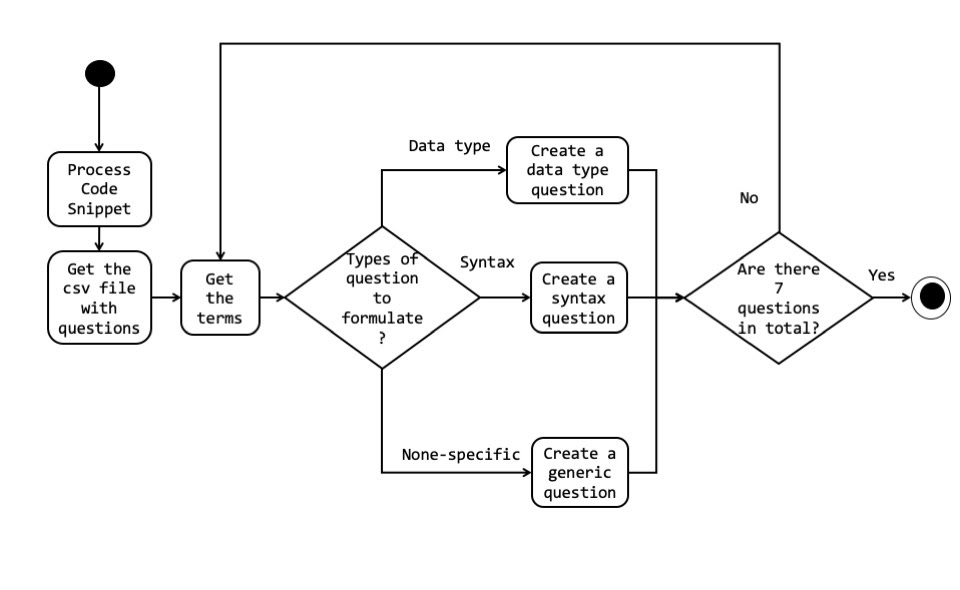 Process
Code
Snippet
Get the
csv file
with
questions
Get
the
terms
Types of
question
to
formulate
?
Data type
Create a
data type
question
Syntax
Create a
syntax
question
None-specific
Create a
generic
question
Are there
7
questions
in total?
No
Yes